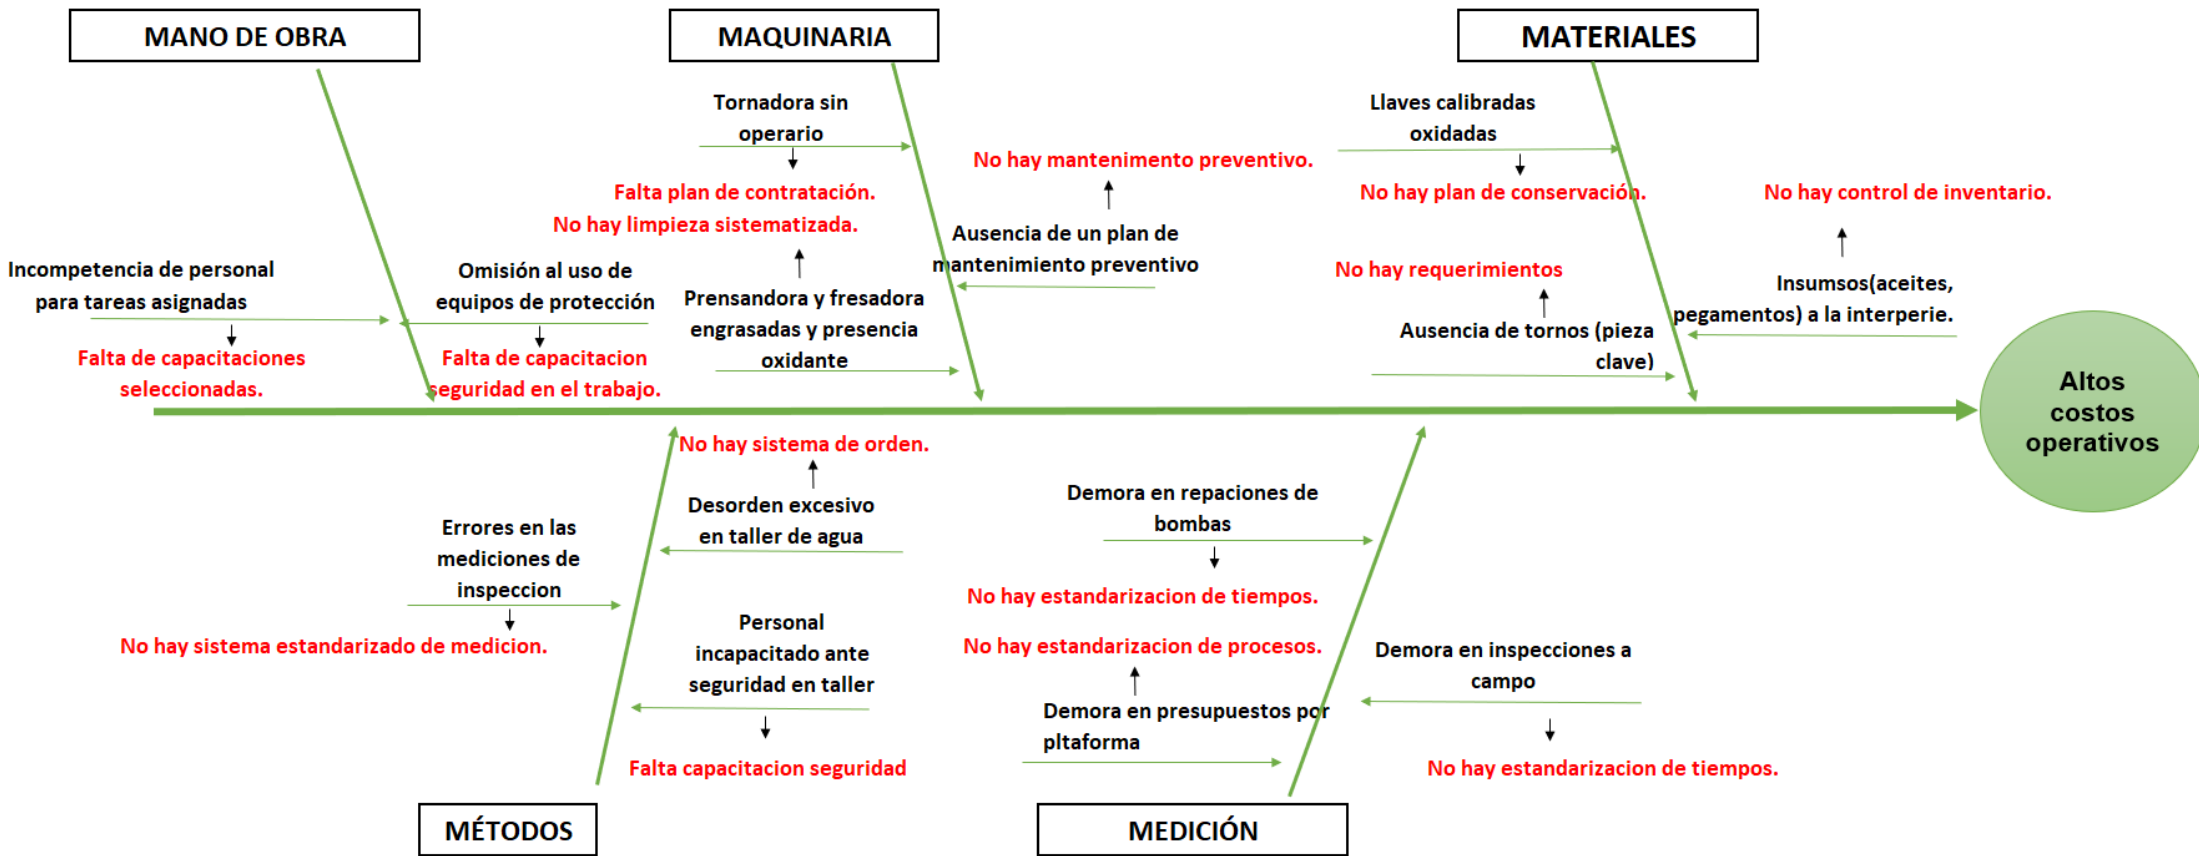 MANO DE OBRA
MAQUINARIA
MATERIALES
Incompetencia de personal
para tareas asignadas
Falta de capacitaciones
seleccionadas.
Omisión al uso de
equipos de protección
Falta de capacitacion
seguridad en el trabajo.
Tornadora sin
operario
Falta plan de contratación.
No hay limpieza sistematizada.
Prensandora y fresadora
engrasadas y presencia
oxidante
No hay mantenimento preventivo.
Ausencia de un plan de
mantenimiento preventivo
Llaves calibradas
oxidadas
No hay plan de conservación.
No hay requerimientos
Ausencia de tornos (pieza
clave)
No hay control de inventario.
Insumsos(aceites,
pegamentos) a la interperie.
Altos
costos
operativos
No hay sistema de orden.
Desorden excesivo
en taller de agua
Errores en las
mediciones de
inspeccion
No hay sistema estandarizado de medicion.
Personal
incapacitado ante
seguridad en taller
Falta capacitacion seguridad
Demora en repaciones de
bombas
No hay estandarizacion de tiempos.
No hay estandarizacion de procesos.
Demora en presupuestos por
pltaforma
Demora en inspecciones a
campo
No hay estandarizacion de tiempos.
MÉTODOS
MEDICIÓN